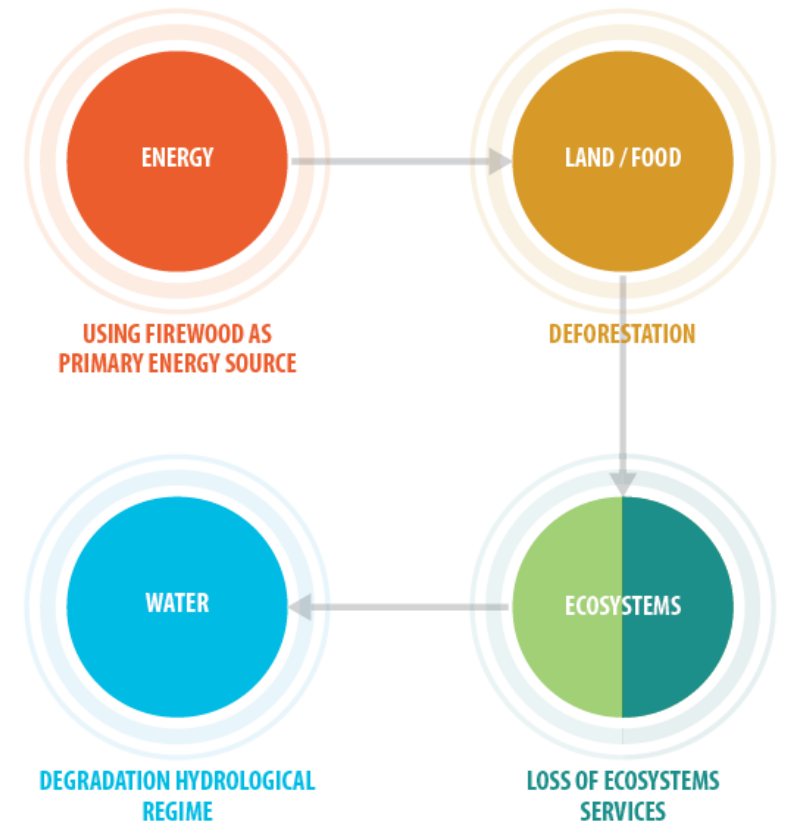 ENERGY
LAND / FOOD
USING FIREWOOD AS
PRIMARY ENERGY SOURCE
DEFORESTATION
WATER
ECOSYSTEMS
DEGRADATION HYDROLOGICAL
REGIME
LOSS OF ECOSYSTEMS
SERVICES